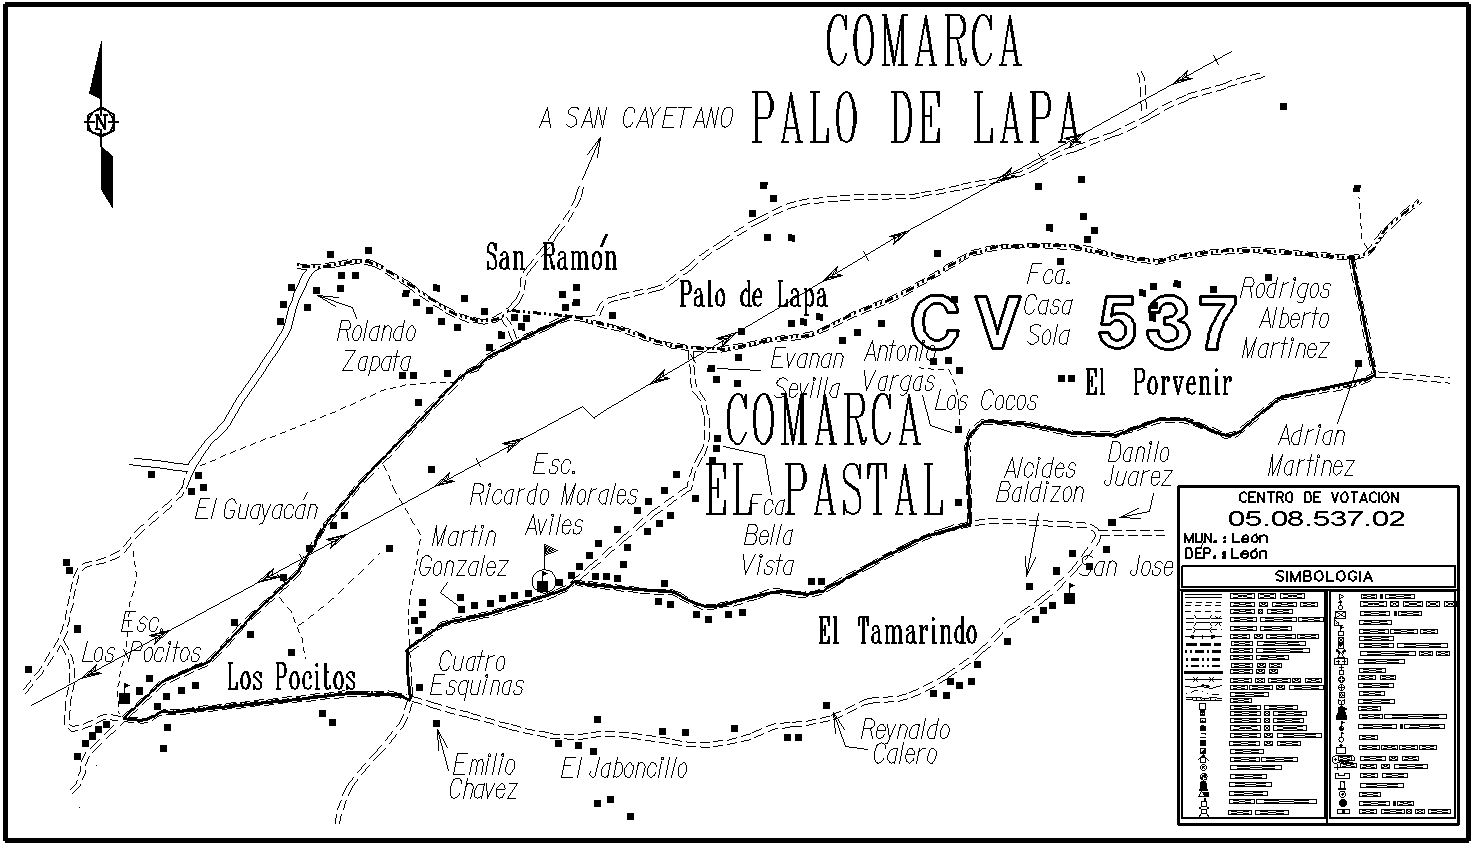 COMARCA
PALO DE LAPA
A SAN CAYETANO
N
San Ramón
Palo de Lapa
Rolando
Zapata
Evanan
Sevilla
Antonio
Vargas
CV 537
Fca.
Casa
Sola
Rodrigos
Alberto
Martinez
El Porvenir
Los Cocos
COMARCA
EL PASTAL
Adrian
Martinez
Danilo
Juarez
Alcides
Baldizon
Esc.
Ricardo Morales
Aviles
El Guayacán
Fca.
Bella
Vista
Martin
Gonzalez
San Jose
Esc.
Los Pocitos
El Tamarindo
Los Pocitos
Cuatro
Esquinas
Reynaldo
Calero
Emilio
Chavez
El Jaboncillo
CENTRO DE VOTACION
05.08.537.02
MUN.: León
DEP.: León
SIMBOLOGIA